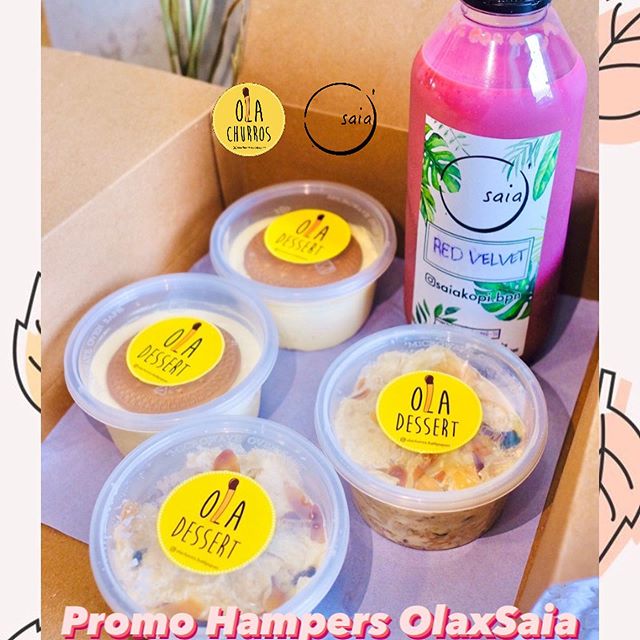 OLA
CHURROS
saia
saia
RED VELVET
@saiakopi.bpn
OLA
DESSERT
OLA
DESSERT
OLA
DESSERT
OLA
DESSERT
Promo Hampers OlaxSaia